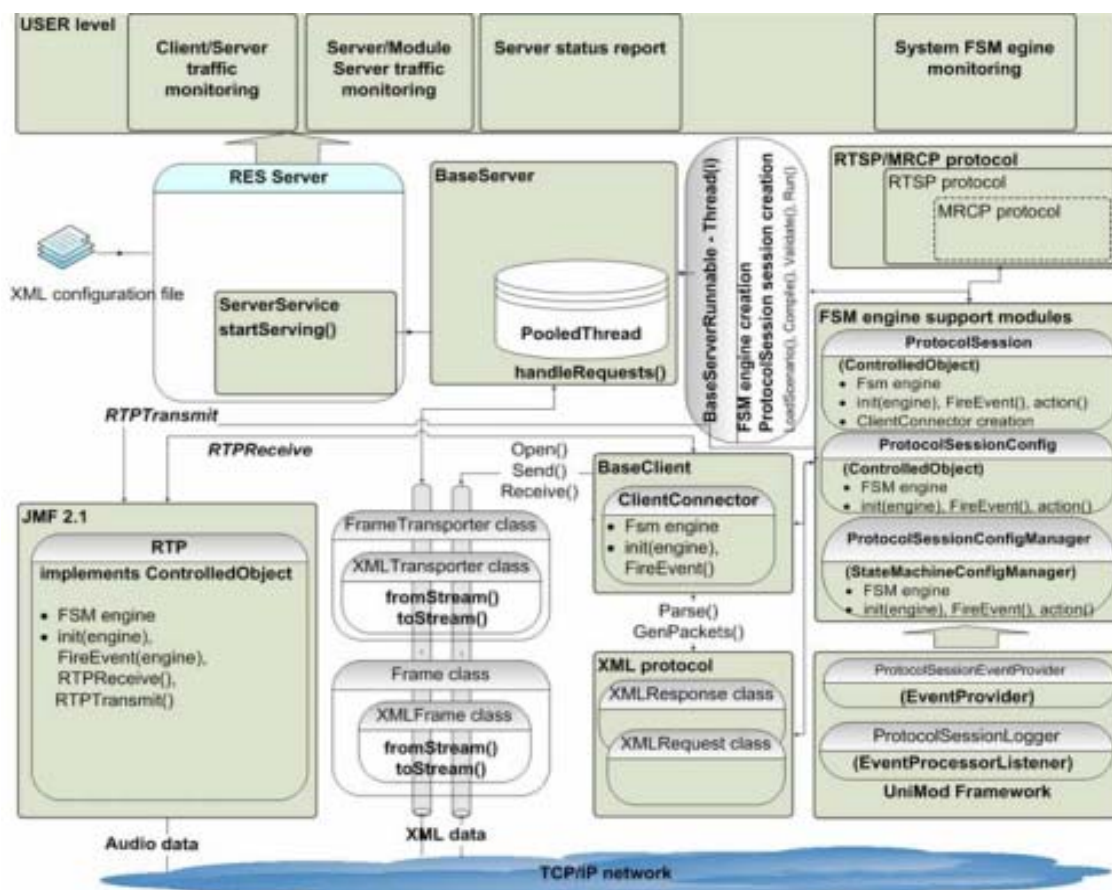 USER level
Client/Server
traffic
monitoring
Server/Module
Server traffic
monitoring
Server status report
System FSM egine
monitoring
RES Server
XML configuration file
ServerService
startServing()
BaseServer
PooledThread
handleRequests()
BaseServerRunnable - Thread(i)
FSM engine creation
ProtocolSession session creation
LoadScenario(), Compile(), Validate(), Run()
RTSP/MRCP protocol
RTSP protocol
MRCP protocol
FSM engine support modules
ProtocolSession
(ControlledObject)
• Fsm engine
• init(engine), FireEvent(), action()
• ClientConnector creation
ProtocolSessionConfig
(ControlledObject)
• FSM engine
• init(engine), FireEvent(), action()
ProtocolSessionConfigManager
(StateMachineConfigManager)
• FSM engine
• init(engine), FireEvent(), action()
ProtocolSessionEventProvider
(EventProvider)
ProtocolSessionLogger
(EventProcessorListener)
UniMod Framework
RTPTransmit
RTPReceive
Open()
Send()
Receive()
BaseClient
ClientConnector
• Fsm engine
• init(engine),
FireEvent()
Parse()
GenPackets()
XML protocol
XMLResponse class
XMLRequest class
JMF 2.1
RTP
implements ControlledObject
• FSM engine
• init(engine),
FireEvent(engine),
RTPReceive(),
RTPTransmit()
FrameTransporter class
XMLTransporter class
fromStream()
toStream()
Frame class
XMLFrame class
fromStream()
toStream()
Audio data
XML data
TCP/IP network